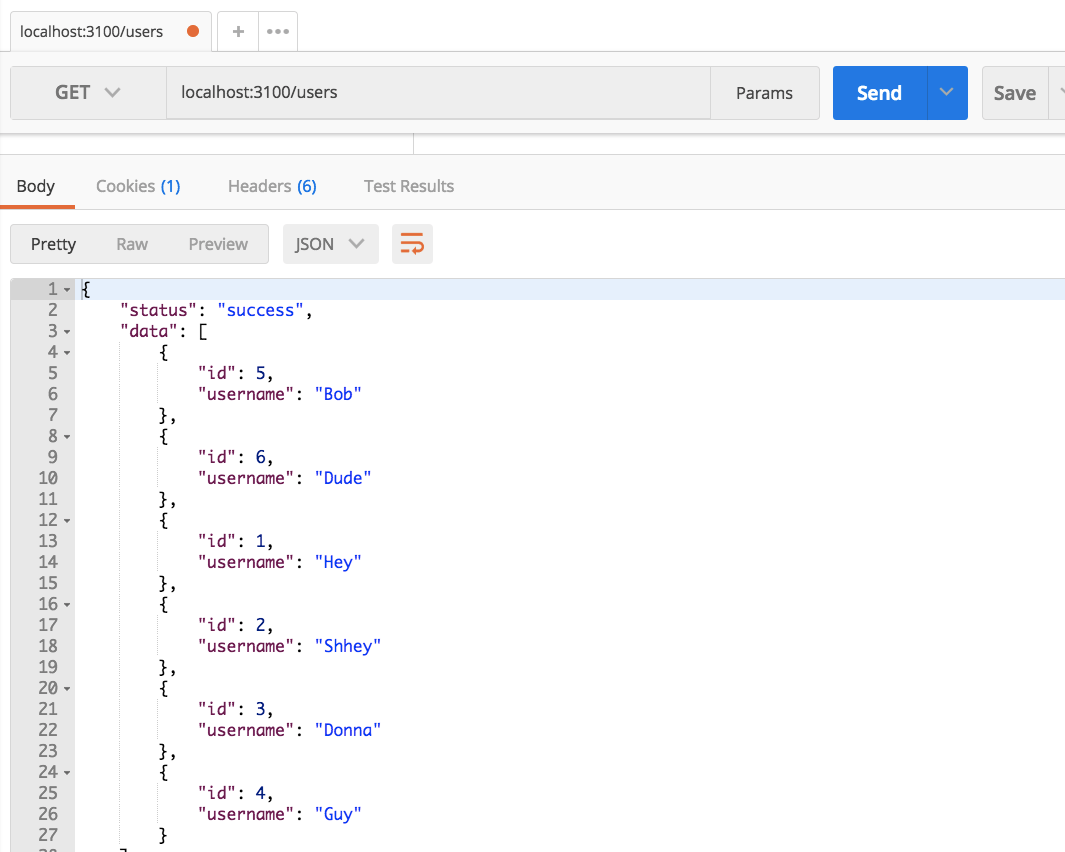 localhost:3100/users
GET localhost:3100/users Params Send Save
Body Cookies (1) Headers (6) Test Results
Pretty Raw Preview JSON
1 {
2 "status": "success",
3 "data": [
4 {
5 "id": 5,
6 "username": "Bob"
7 },
8 {
9 "id": 6,
10 "username": "Dude"
11 },
12 {
13 "id": 1,
14 "username": "Hey"
15 },
16 {
17 "id": 2,
18 "username": "Shhey"
19 },
20 {
21 "id": 3,
22 "username": "Donna"
23 },
24 {
25 "id": 4,
26 "username": "Guy"
27 }